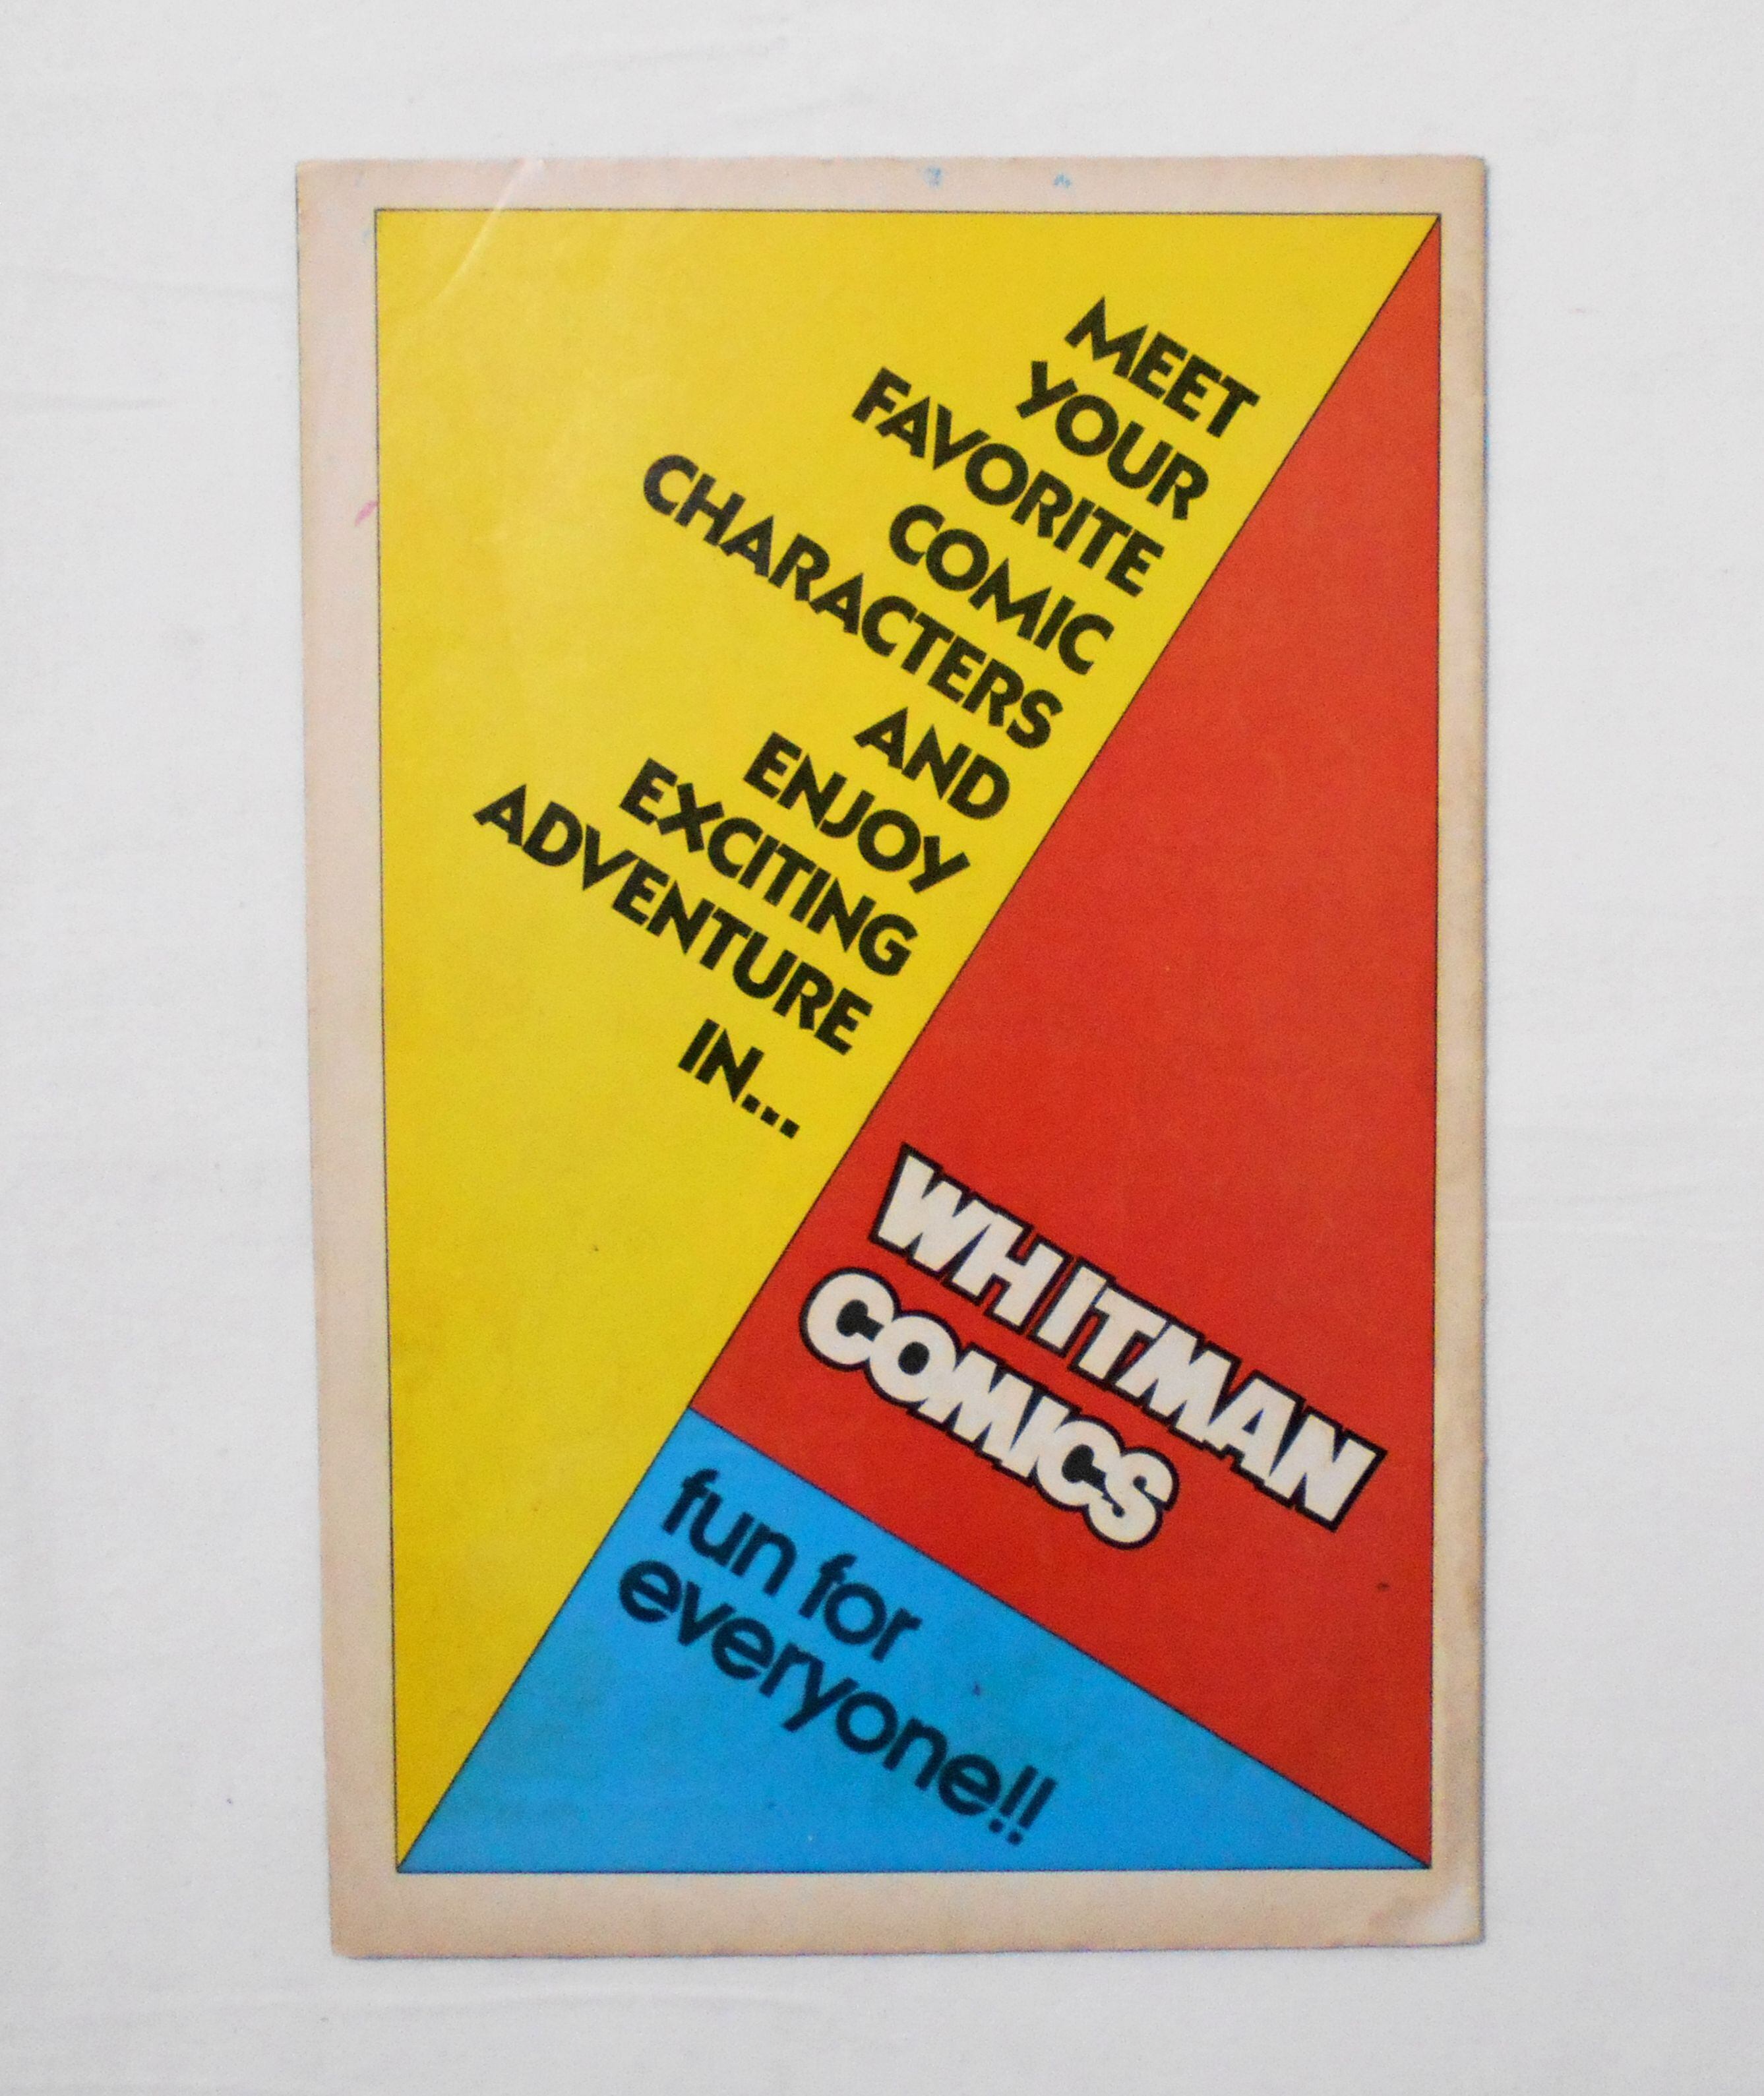 MEET
YOUR
FAVORITE
COMIC
CHARACTERS
AND
ENJOY
EXCITING
ADVENTURE
IN...
WHITMAN
COMICS
fun for
everyone!!